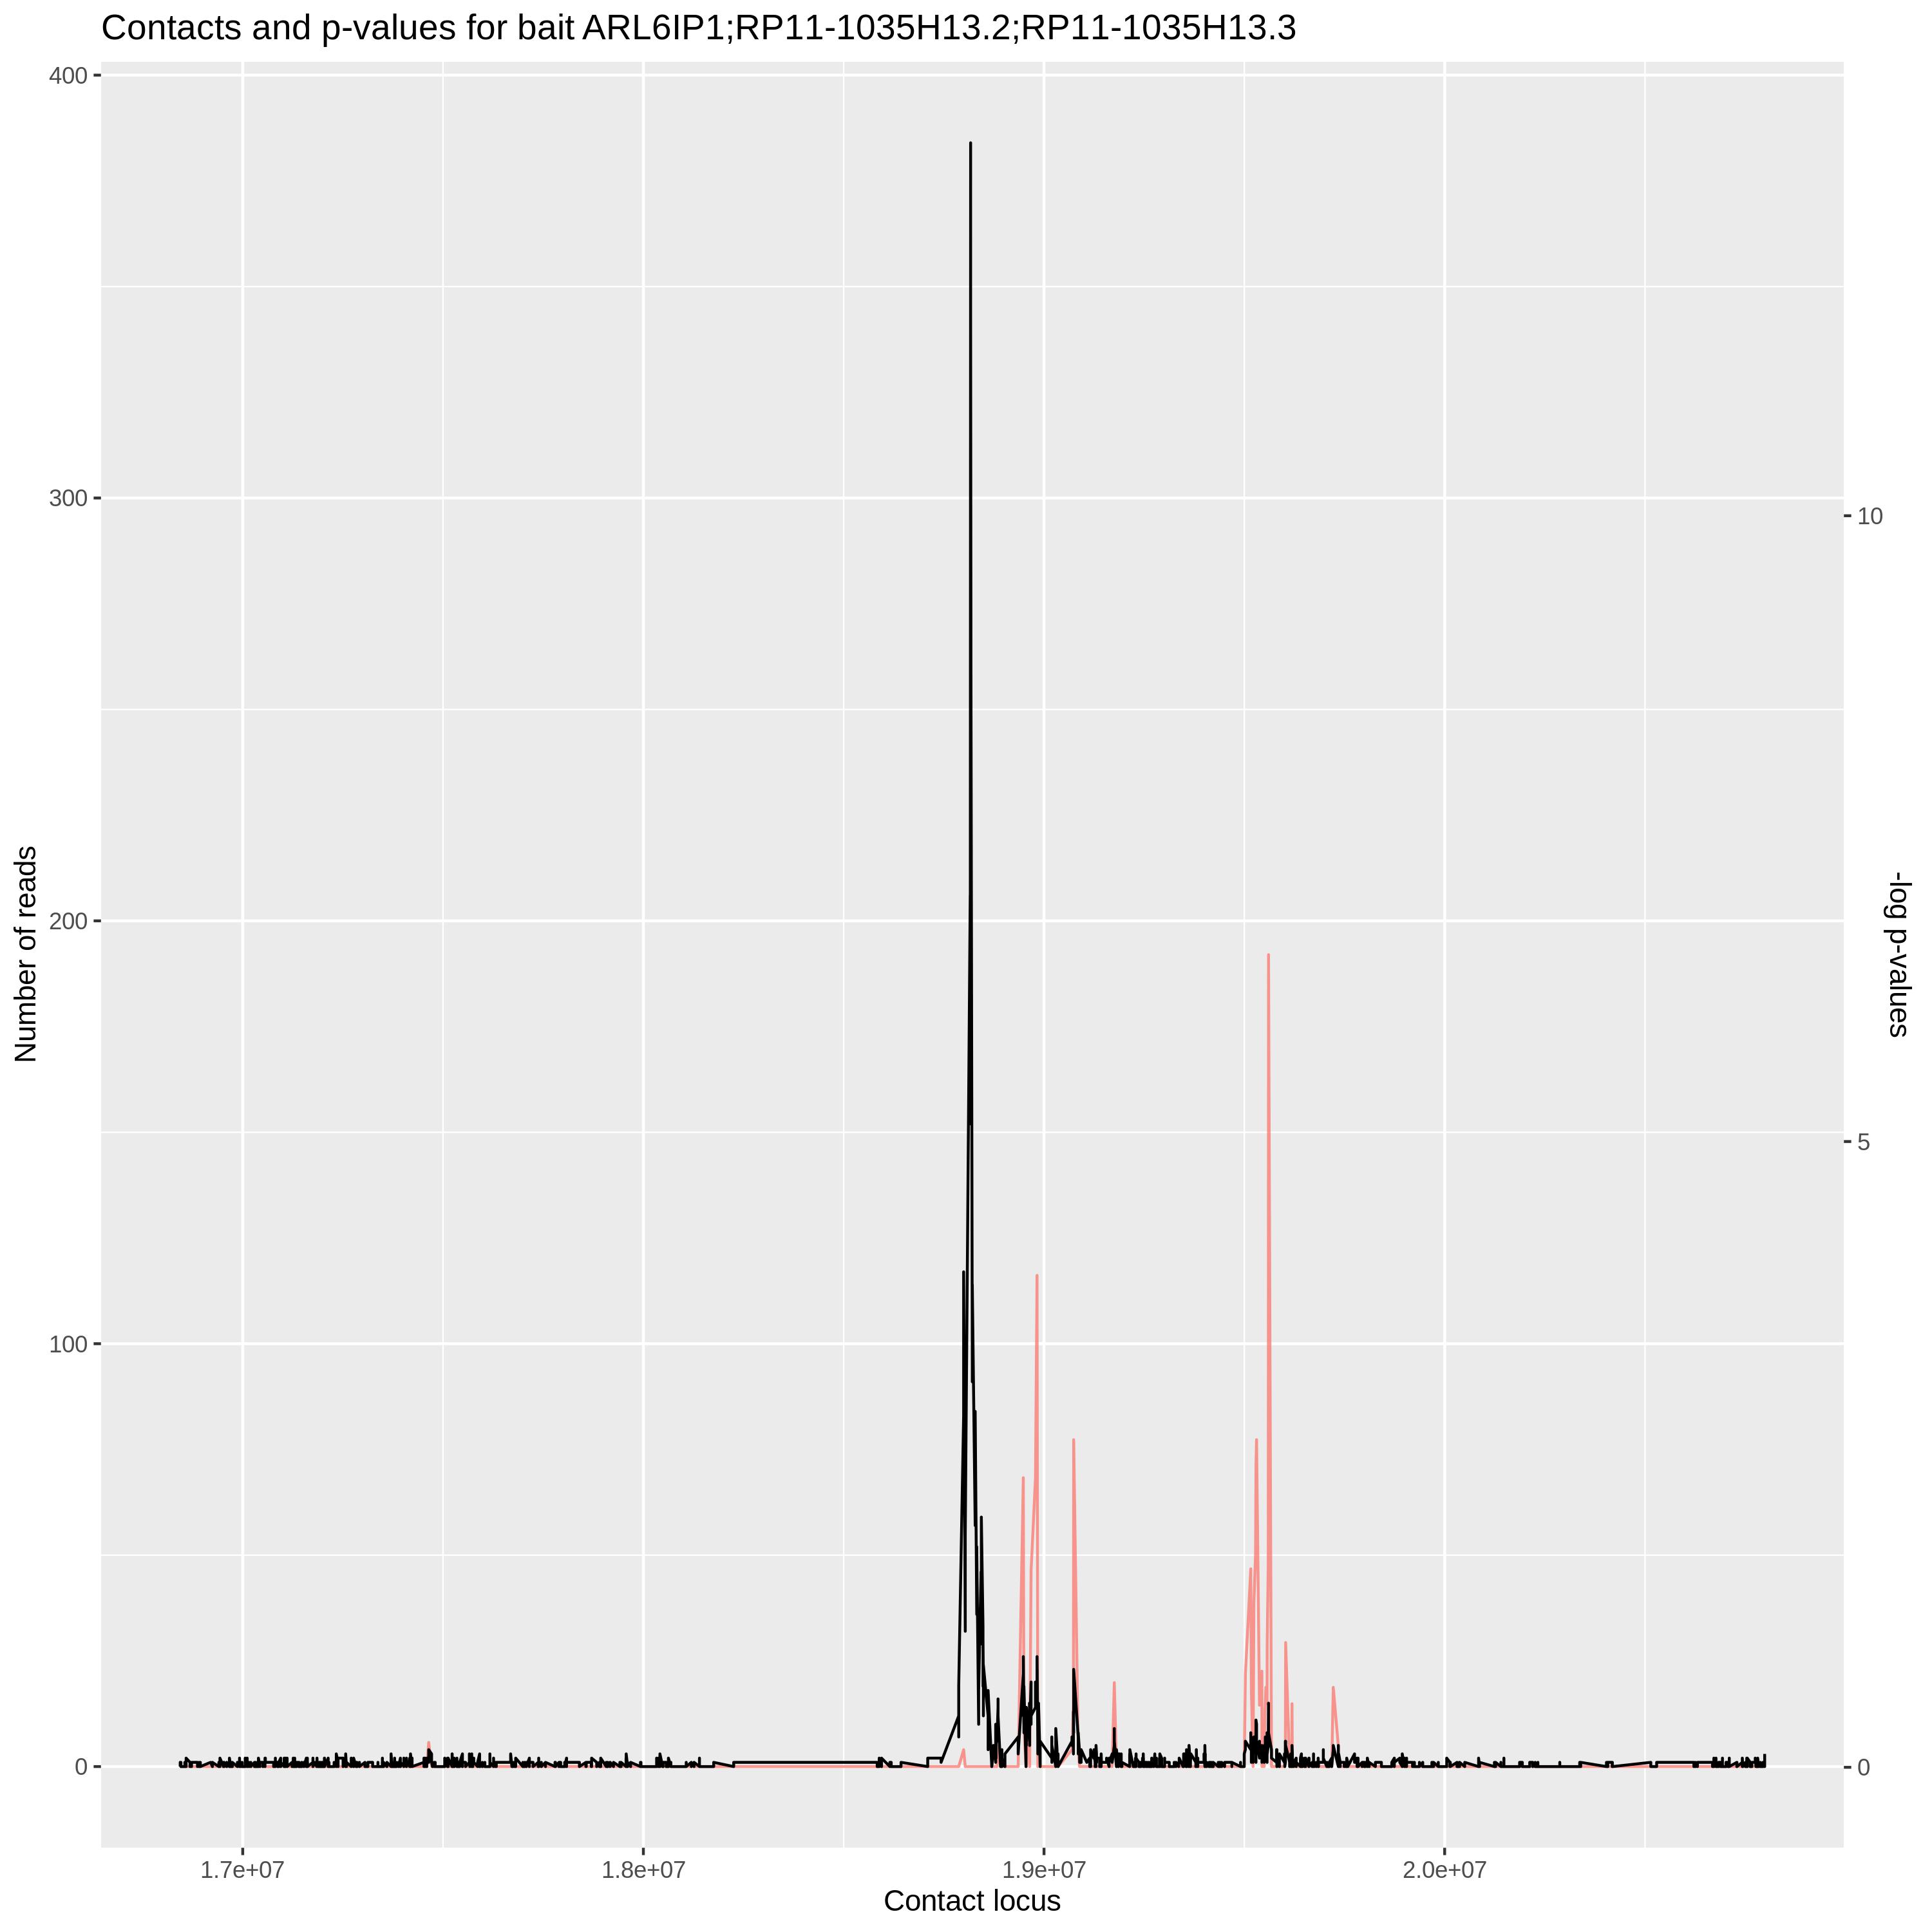 Contacts and p-values for bait ARL6IP1;RP11-1035H13.2;RP11-1035H13.3
400
300
200
100
0
Number of reads
10
5
0
-log p-values
1.7e+07
1.8e+07
1.9e+07
2.0e+07
Contact locus